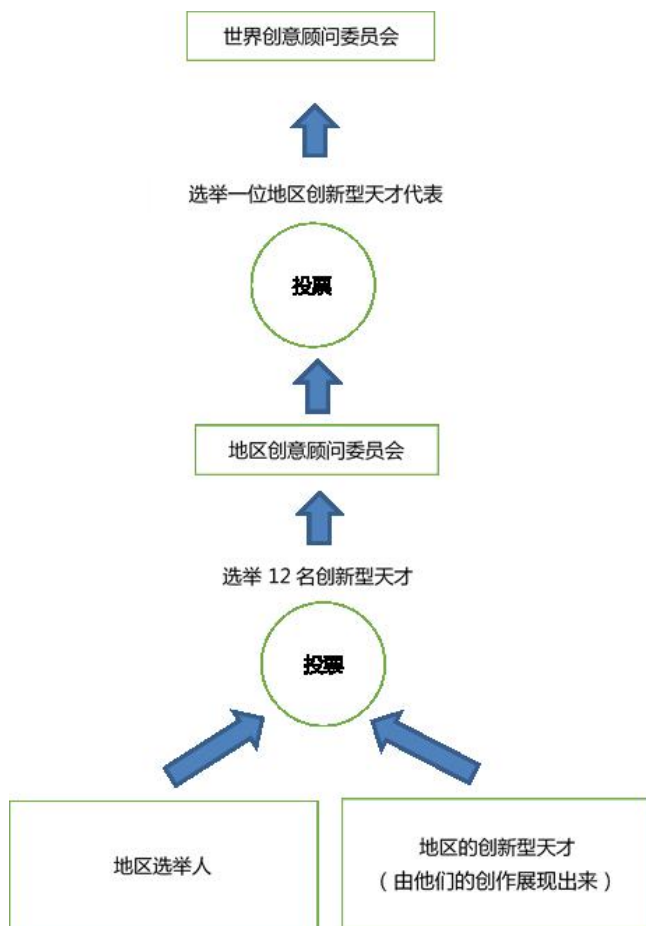 世界创意顾问委员会
选举一位地区创新型天才代表
投票
地区创意顾问委员会
选举 12 名创新型天才
投票
地区选举人
地区的创新型天才
（由他们的创作展现出来）